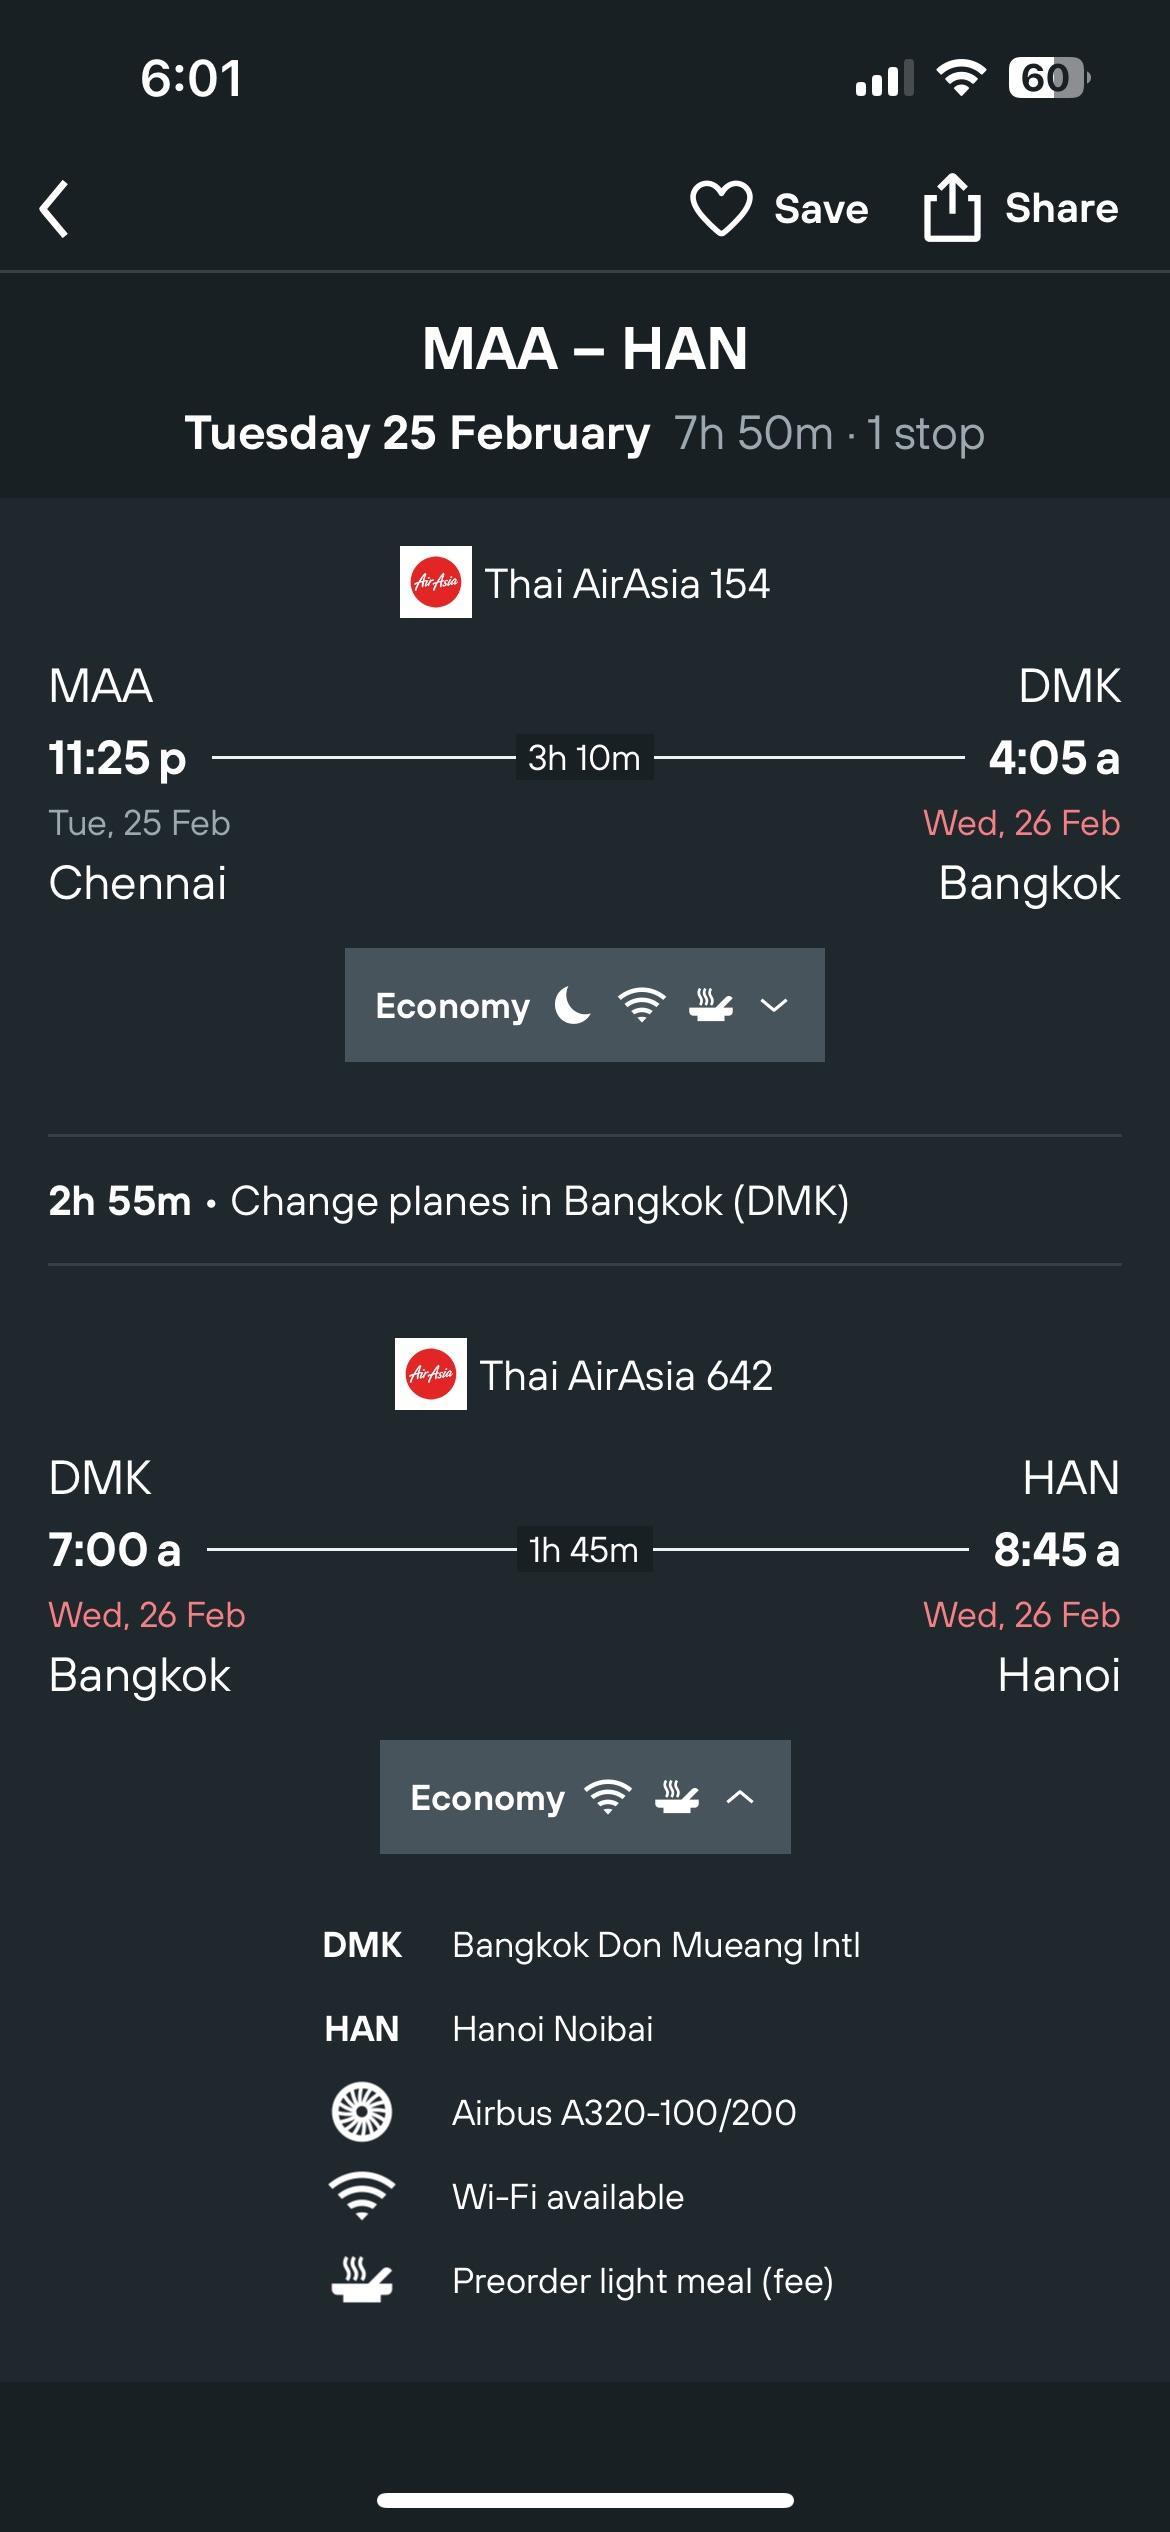 6:01
60
Save
Share
MAA – HAN
Tuesday 25 February 7h 50m · 1 stop
AirAsia Thai AirAsia 154
MAA DMK
11:25 p 3h 10m 4:05 a
Tue, 25 Feb Wed, 26 Feb
Chennai Bangkok
Economy
2h 55m • Change planes in Bangkok (DMK)
AirAsia Thai AirAsia 642
DMK HAN
7:00 a 1h 45m 8:45 a
Wed, 26 Feb Wed, 26 Feb
Bangkok Hanoi
Economy
DMK Bangkok Don Mueang Intl
HAN Hanoi Noibai
Airbus A320-100/200
Wi-Fi available
Preorder light meal (fee)